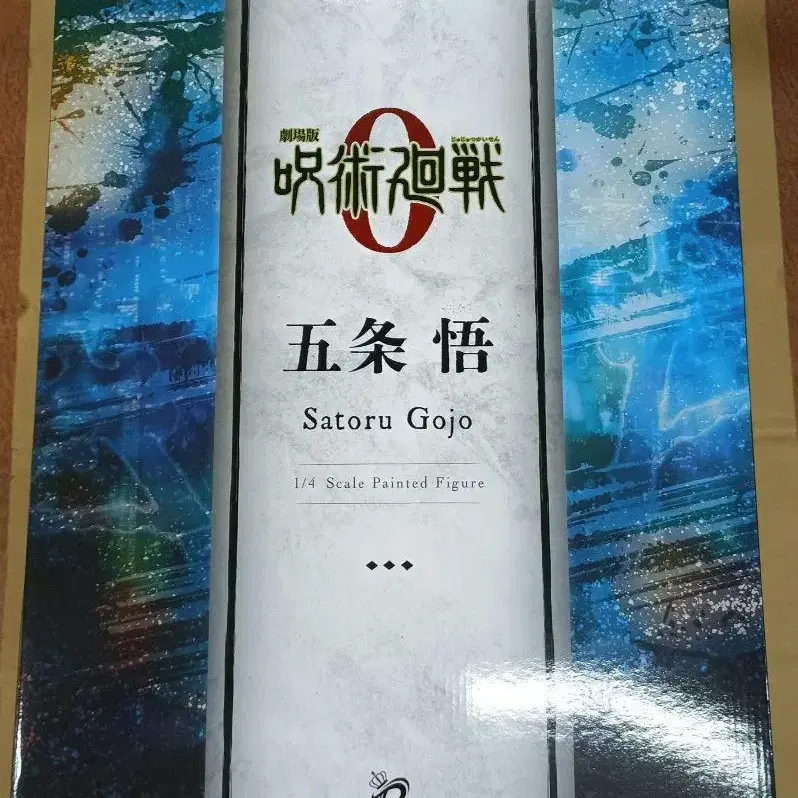 劇場版
じゅじゅつかいせん
呪術廻戦
0
五条 悟
Satoru Gojo
1/4 Scale Painted Figure